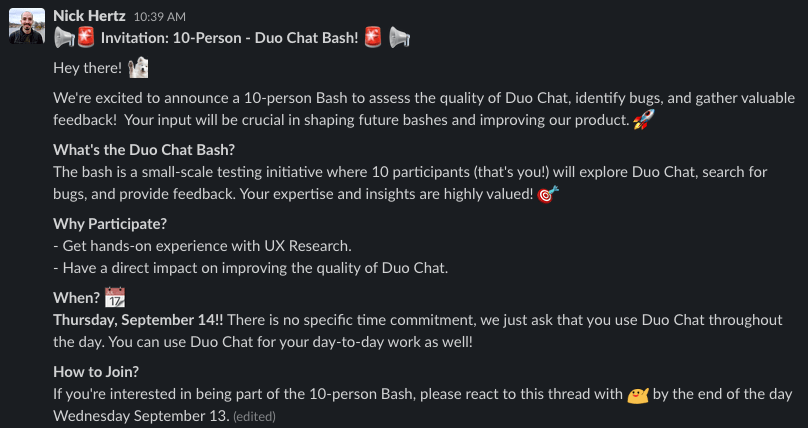 Nick Hertz 10:39 AM
Invitation: 10-Person - Duo Chat Bash!
Hey there!
We're excited to announce a 10-person Bash to assess the quality of Duo Chat, identify bugs, and gather valuable
feedback!  Your input will be crucial in shaping future bashes and improving our product.
What's the Duo Chat Bash?
The bash is a small-scale testing initiative where 10 participants (that's you!) will explore Duo Chat, search for
bugs, and provide feedback. Your expertise and insights are highly valued!
Why Participate?
- Get hands-on experience with UX Research.
- Have a direct impact on improving the quality of Duo Chat.
When? 17
Thursday, September 14!! There is no specific time commitment, we just ask that you use Duo Chat throughout
the day. You can use Duo Chat for your day-to-day work as well!
How to Join?
If you're interested in being part of the 10-person Bash, please react to this thread with by the end of the day
Wednesday September 13. (edited)